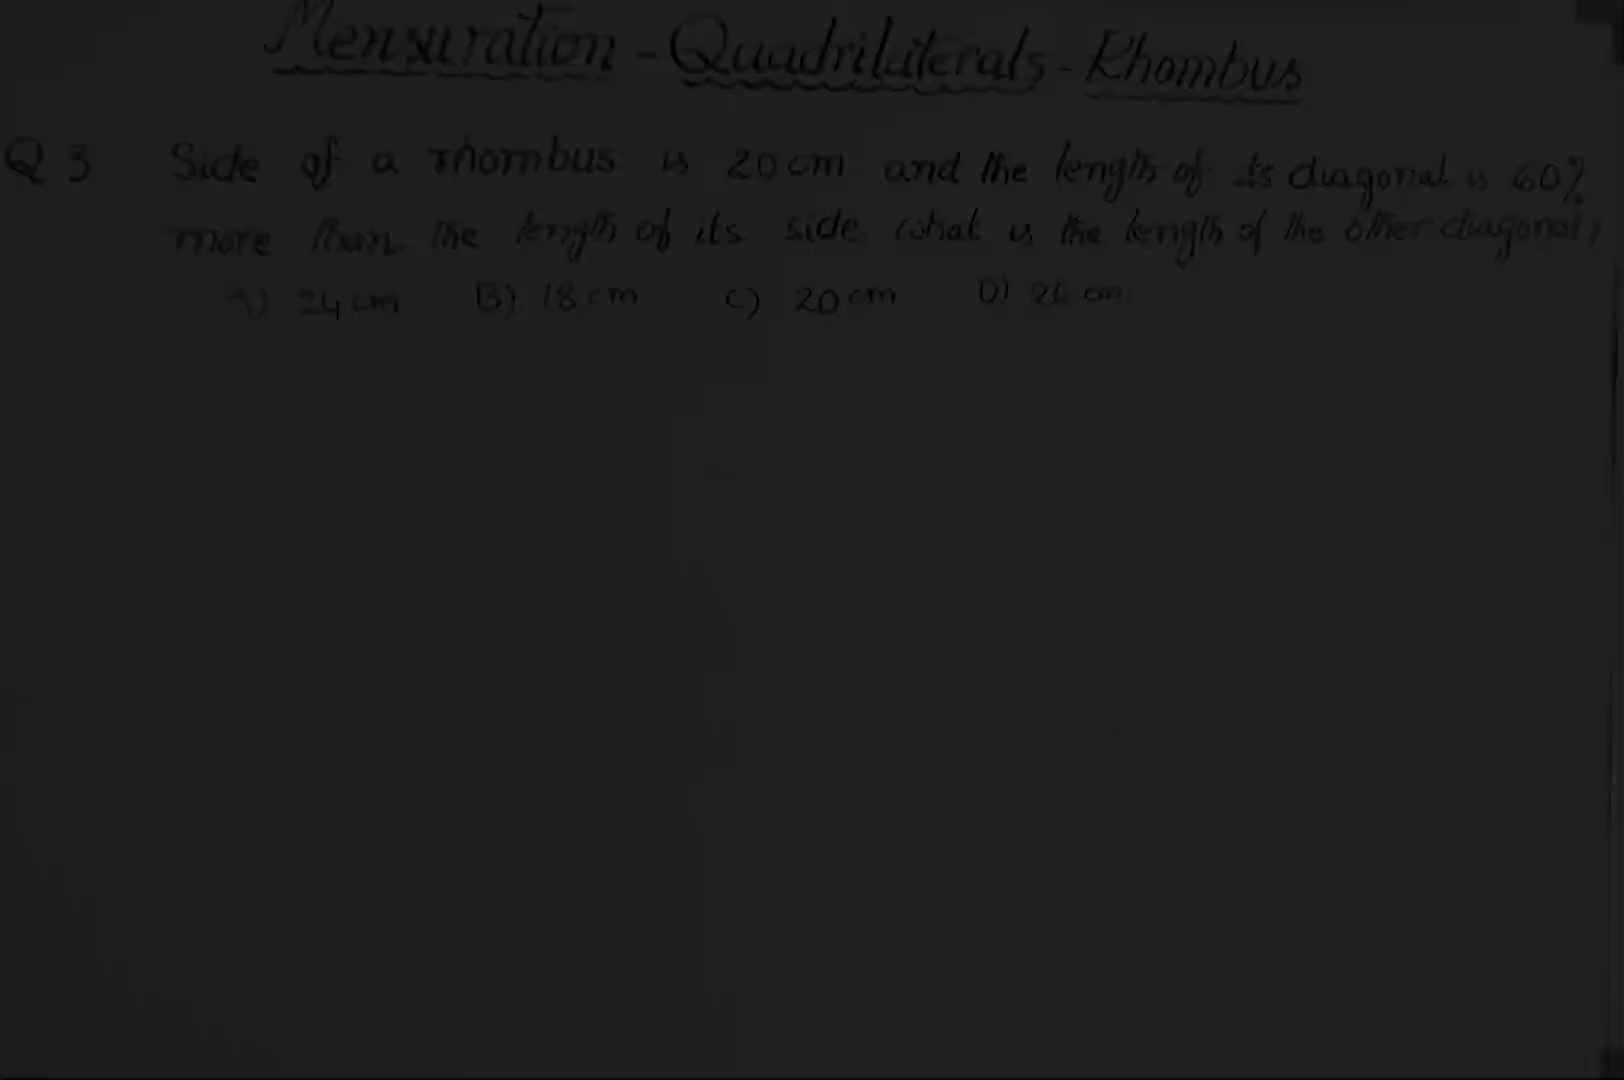 Mensuration - Quadrilaterals - Rhombus
Q 3 Side of a rhombus is 20 cm and the length of its diagonal is 60%
more than the length of its side. What is the length of the other diagonal?
A) 24 cm B) 18 cm C) 20 cm D) 26 cm